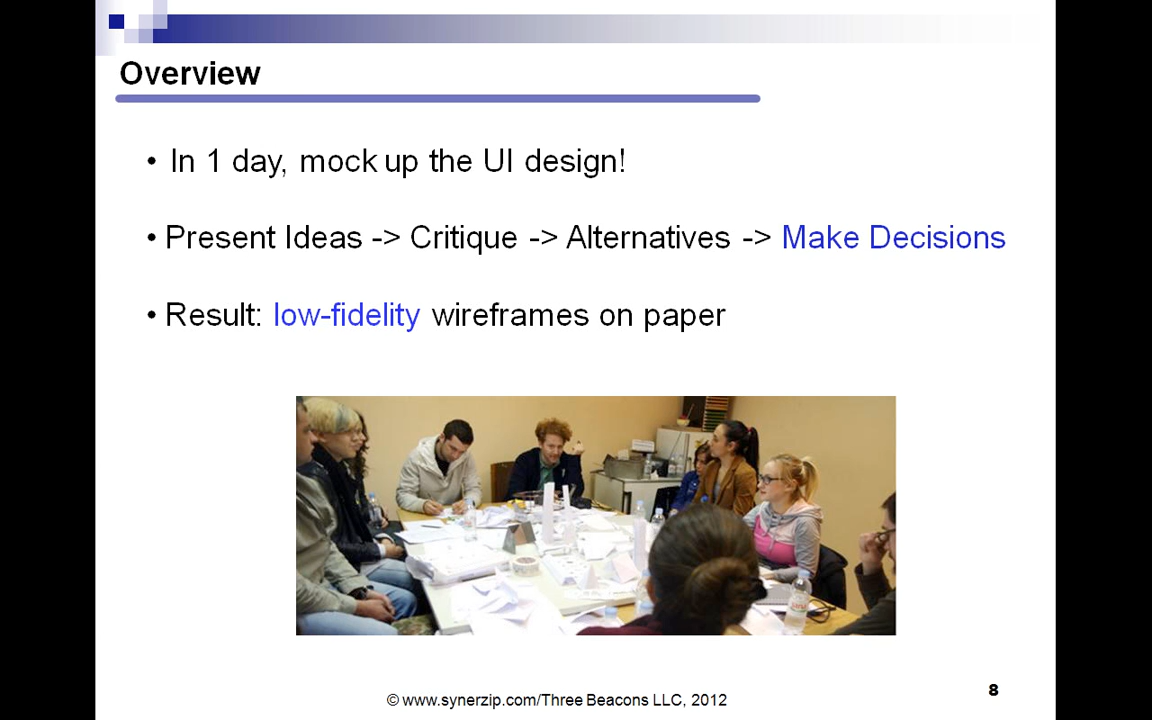 Overview
• In 1 day, mock up the UI design!
• Present Ideas -> Critique -> Alternatives -> Make Decisions
• Result: low-fidelity wireframes on paper
© www.synerzip.com/Three Beacons LLC, 2012
8